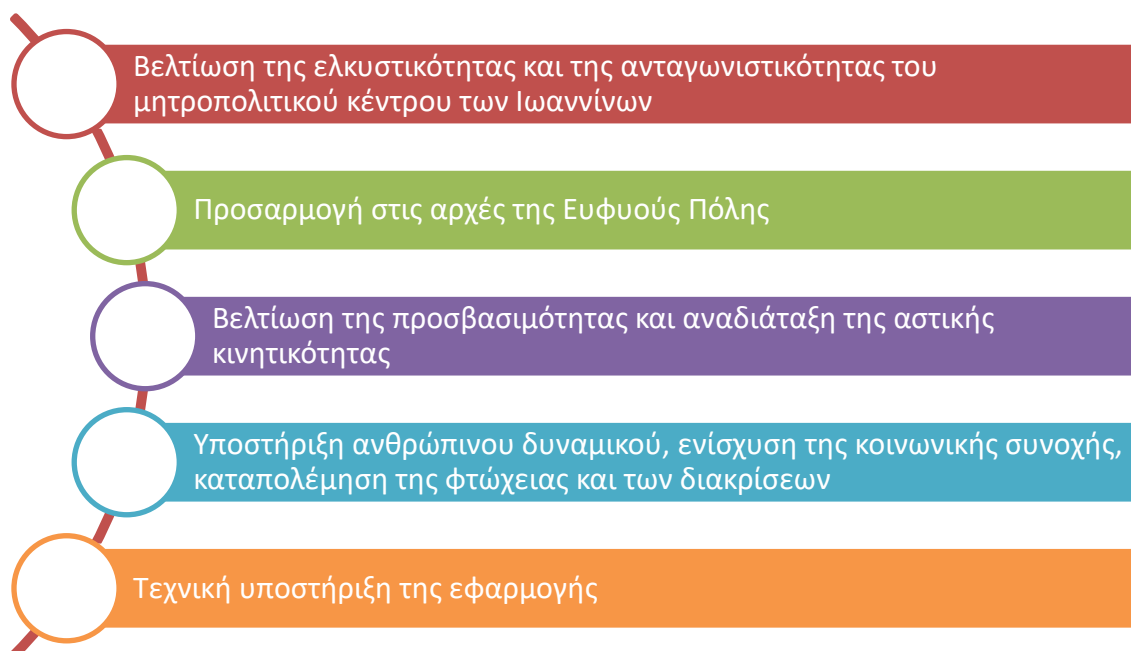 Βελτίωση της ελκυστικότητας και της ανταγωνιστικότητας του
μητροπολιτικού κέντρου των Ιωαννίνων
Προσαρμογή στις αρχές της Ευφυούς Πόλης
Βελτίωση της προσβασιμότητας και αναδιάταξη της αστικής
κινητικότητας
Υποστήριξη ανθρώπινου δυναμικού, ενίσχυση της κοινωνικής συνοχής,
καταπολέμηση της φτώχειας και των διακρίσεων
Τεχνική υποστήριξη της εφαρμογής